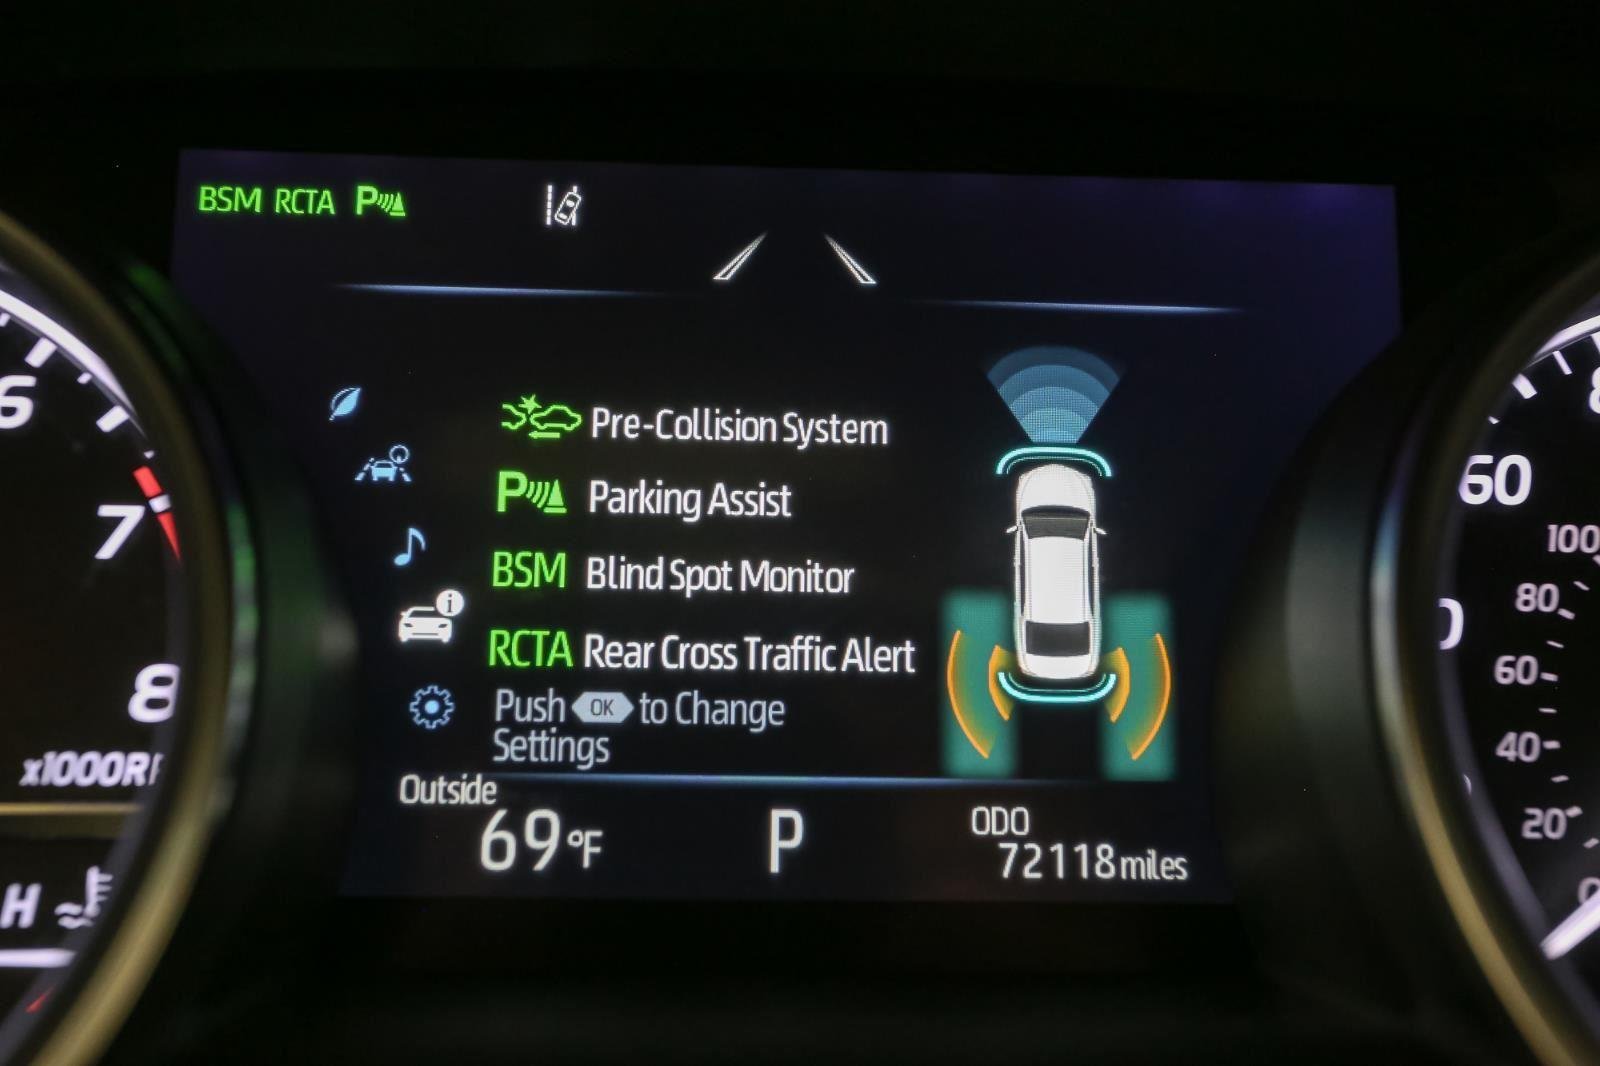 BSM RCTA P
6
7
8
x1000R
H
Pre-Collision System
P Parking Assist
BSM Blind Spot Monitor
RCTA Rear Cross Traffic Alert
Push OK to Change
Settings
Outside
69°F
P
ODO
72118 miles
60
100
80
60
40
20